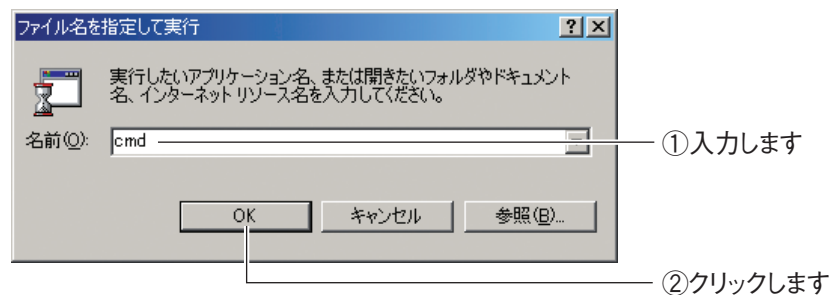 ファイル名を指定して実行
実行したいアプリケーション名、または開きたいフォルダやドキュメント
名、インターネット リソース名を入力してください。
名前(O): cmd
①入力します
OK キャンセル 参照(B)...
②クリックします